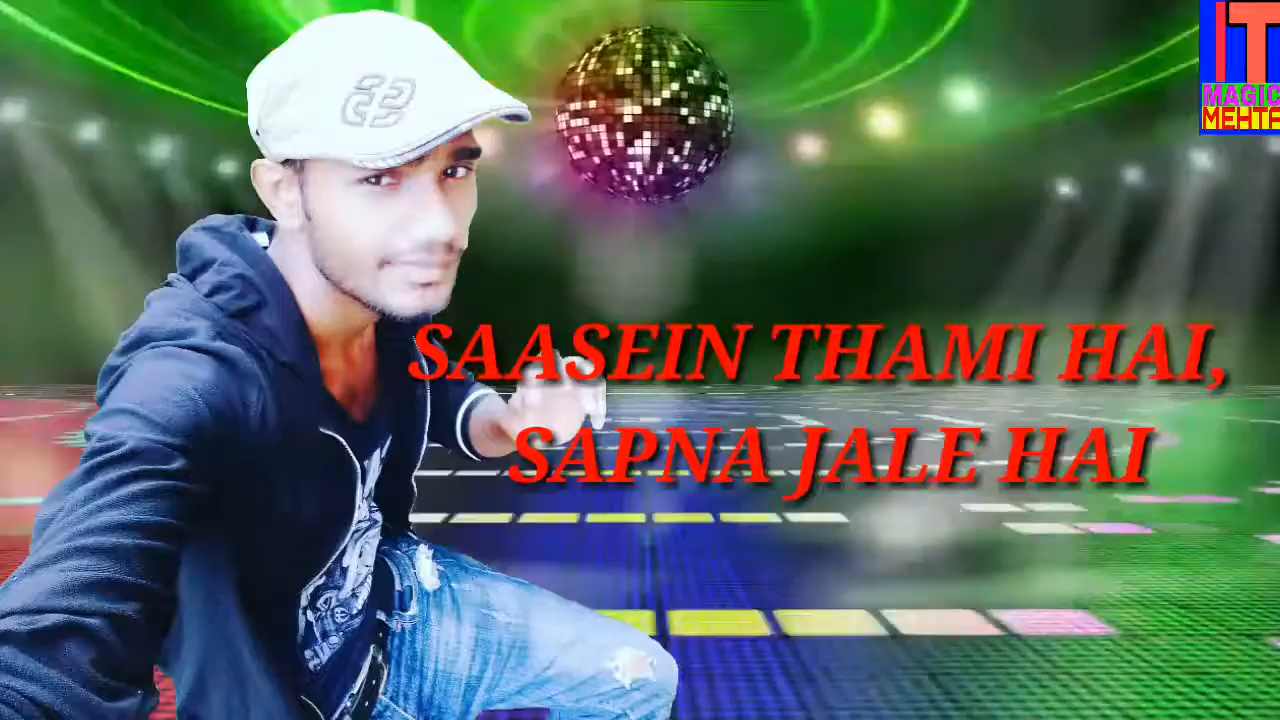 IT
MAGIC
MEHTA
SAASEIN THAMI HAI,
SAPNA JALE HAI